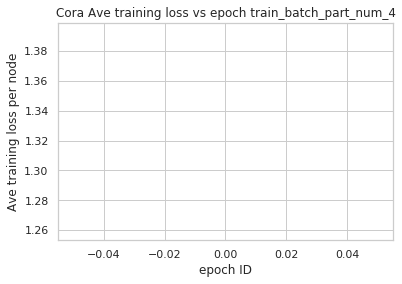 Cora Ave training loss vs epoch train_batch_part_num_4
Ave training loss per node
1.38
1.36
1.34
1.32
1.30
1.28
1.26
−0.04 −0.02 0.00 0.02 0.04
epoch ID